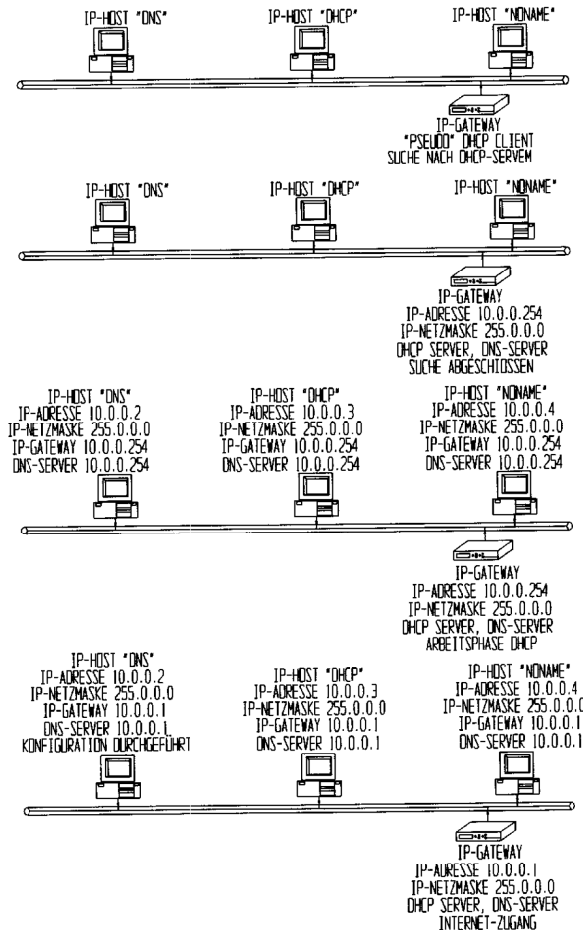 IP-HOST "DNS"
IP-HOST "DHCP"
IP-HOST "NONAME"
IP-GATEWAY
"PSEUDO" DHCP CLIENT
SUCHE NACH DHCP-SERVERN
IP-HOST "DNS"
IP-HOST "DHCP"
IP-HOST "NONAME"
IP-GATEWAY
IP-ADRESSE 10.0.0.254
IP-NETZMASKE 255.0.0.0
DHCP SERVER, DNS-SERVER
SUCHE ABGESCHLOSSEN
IP-HOST "DNS"
IP-ADRESSE 10.0.0.2
IP-NETZMASKE 255.0.0.0
IP-GATEWAY 10.0.0.254
DNS-SERVER 10.0.0.254
IP-HOST "DHCP"
IP-ADRESSE 10.0.0.3
IP-NETZMASKE 255.0.0.0
IP-GATEWAY 10.0.0.254
DNS-SERVER 10.0.0.254
IP-HOST "NONAME"
IP-ADRESSE 10.0.0.4
IP-NETZMASKE 255.0.0.0
IP-GATEWAY 10.0.0.254
DNS-SERVER 10.0.0.254
IP-GATEWAY
IP-ADRESSE 10.0.0.254
IP-NETZMASKE 255.0.0.0
DHCP SERVER, DNS-SERVER
ARBEITSPHASE DHCP
IP-HOST "DNS"
IP-ADRESSE 10.0.0.2
IP-NETZMASKE 255.0.0.0
IP-GATEWAY 10.0.0.1
DNS-SERVER 10.0.0.1
KONFIGURATION DURCHGEFÜHRT
IP-HOST "DHCP"
IP-ADRESSE 10.0.0.3
IP-NETZMASKE 255.0.0.0
IP-GATEWAY 10.0.0.1
DNS-SERVER 10.0.0.1
IP-HOST "NONAME"
IP-ADRESSE 10.0.0.4
IP-NETZMASKE 255.0.0.0
IP-GATEWAY 10.0.0.1
DNS-SERVER 10.0.0.1
IP-GATEWAY
IP-ADRESSE 10.0.0.1
IP-NETZMASKE 255.0.0.0
DHCP SERVER, DNS-SERVER
INTERNET-ZUGANG